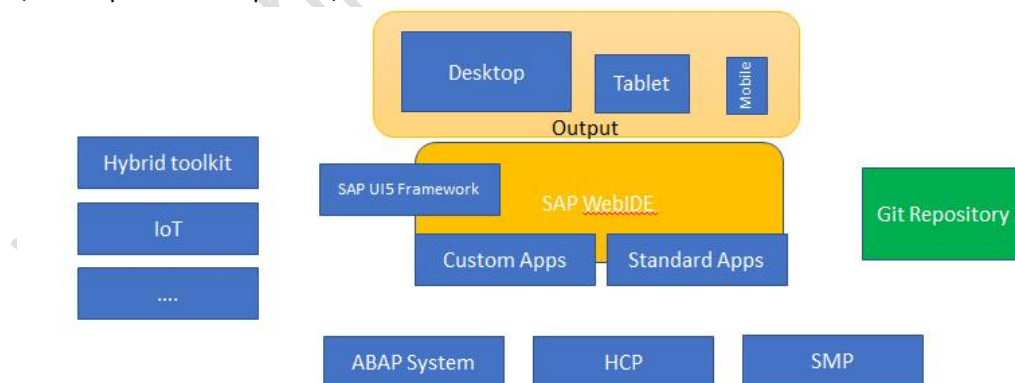 Desktop
Tablet
Mobile
Output
Hybrid toolkit
SAP UI5 Framework
SAP WebIDE
Git Repository
IoT
Custom Apps
Standard Apps
....
ABAP System
HCP
SMP